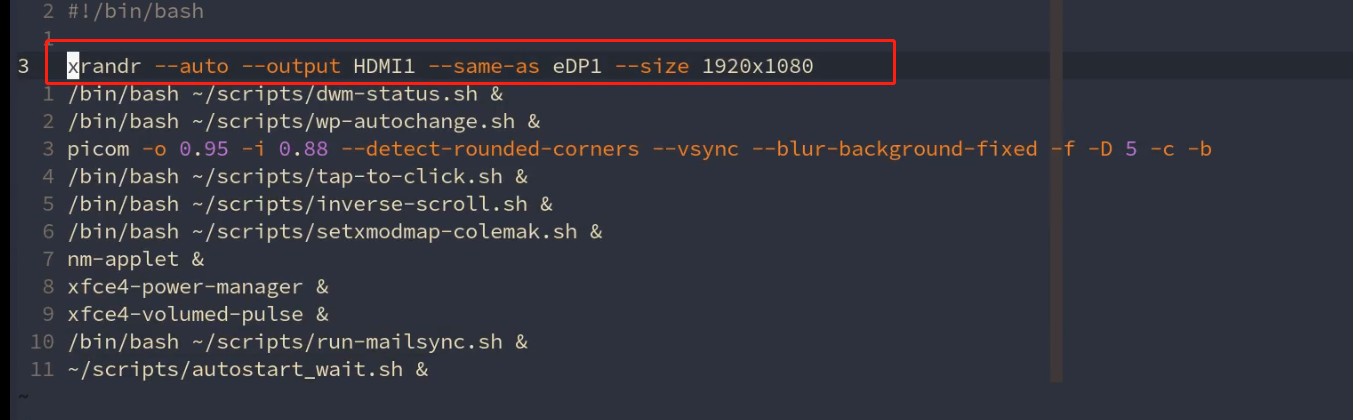 2 #!/bin/bash
1
3 xrandr --auto --output HDMI1 --same-as eDP1 --size 1920x1080
1 /bin/bash ~/scripts/dwm-status.sh &
2 /bin/bash ~/scripts/wp-autochange.sh &
3 picom -o 0.95 -i 0.88 --detect-rounded-corners --vsync --blur-background-fixed -f -D 5 -c -b
4 /bin/bash ~/scripts/tap-to-click.sh &
5 /bin/bash ~/scripts/inverse-scroll.sh &
6 /bin/bash ~/scripts/setxmodmap-colemak.sh &
7 nm-applet &
8 xfce4-power-manager &
9 xfce4-volumed-pulse &
10 /bin/bash ~/scripts/run-mailsync.sh &
11 ~/scripts/autostart_wait.sh &
~